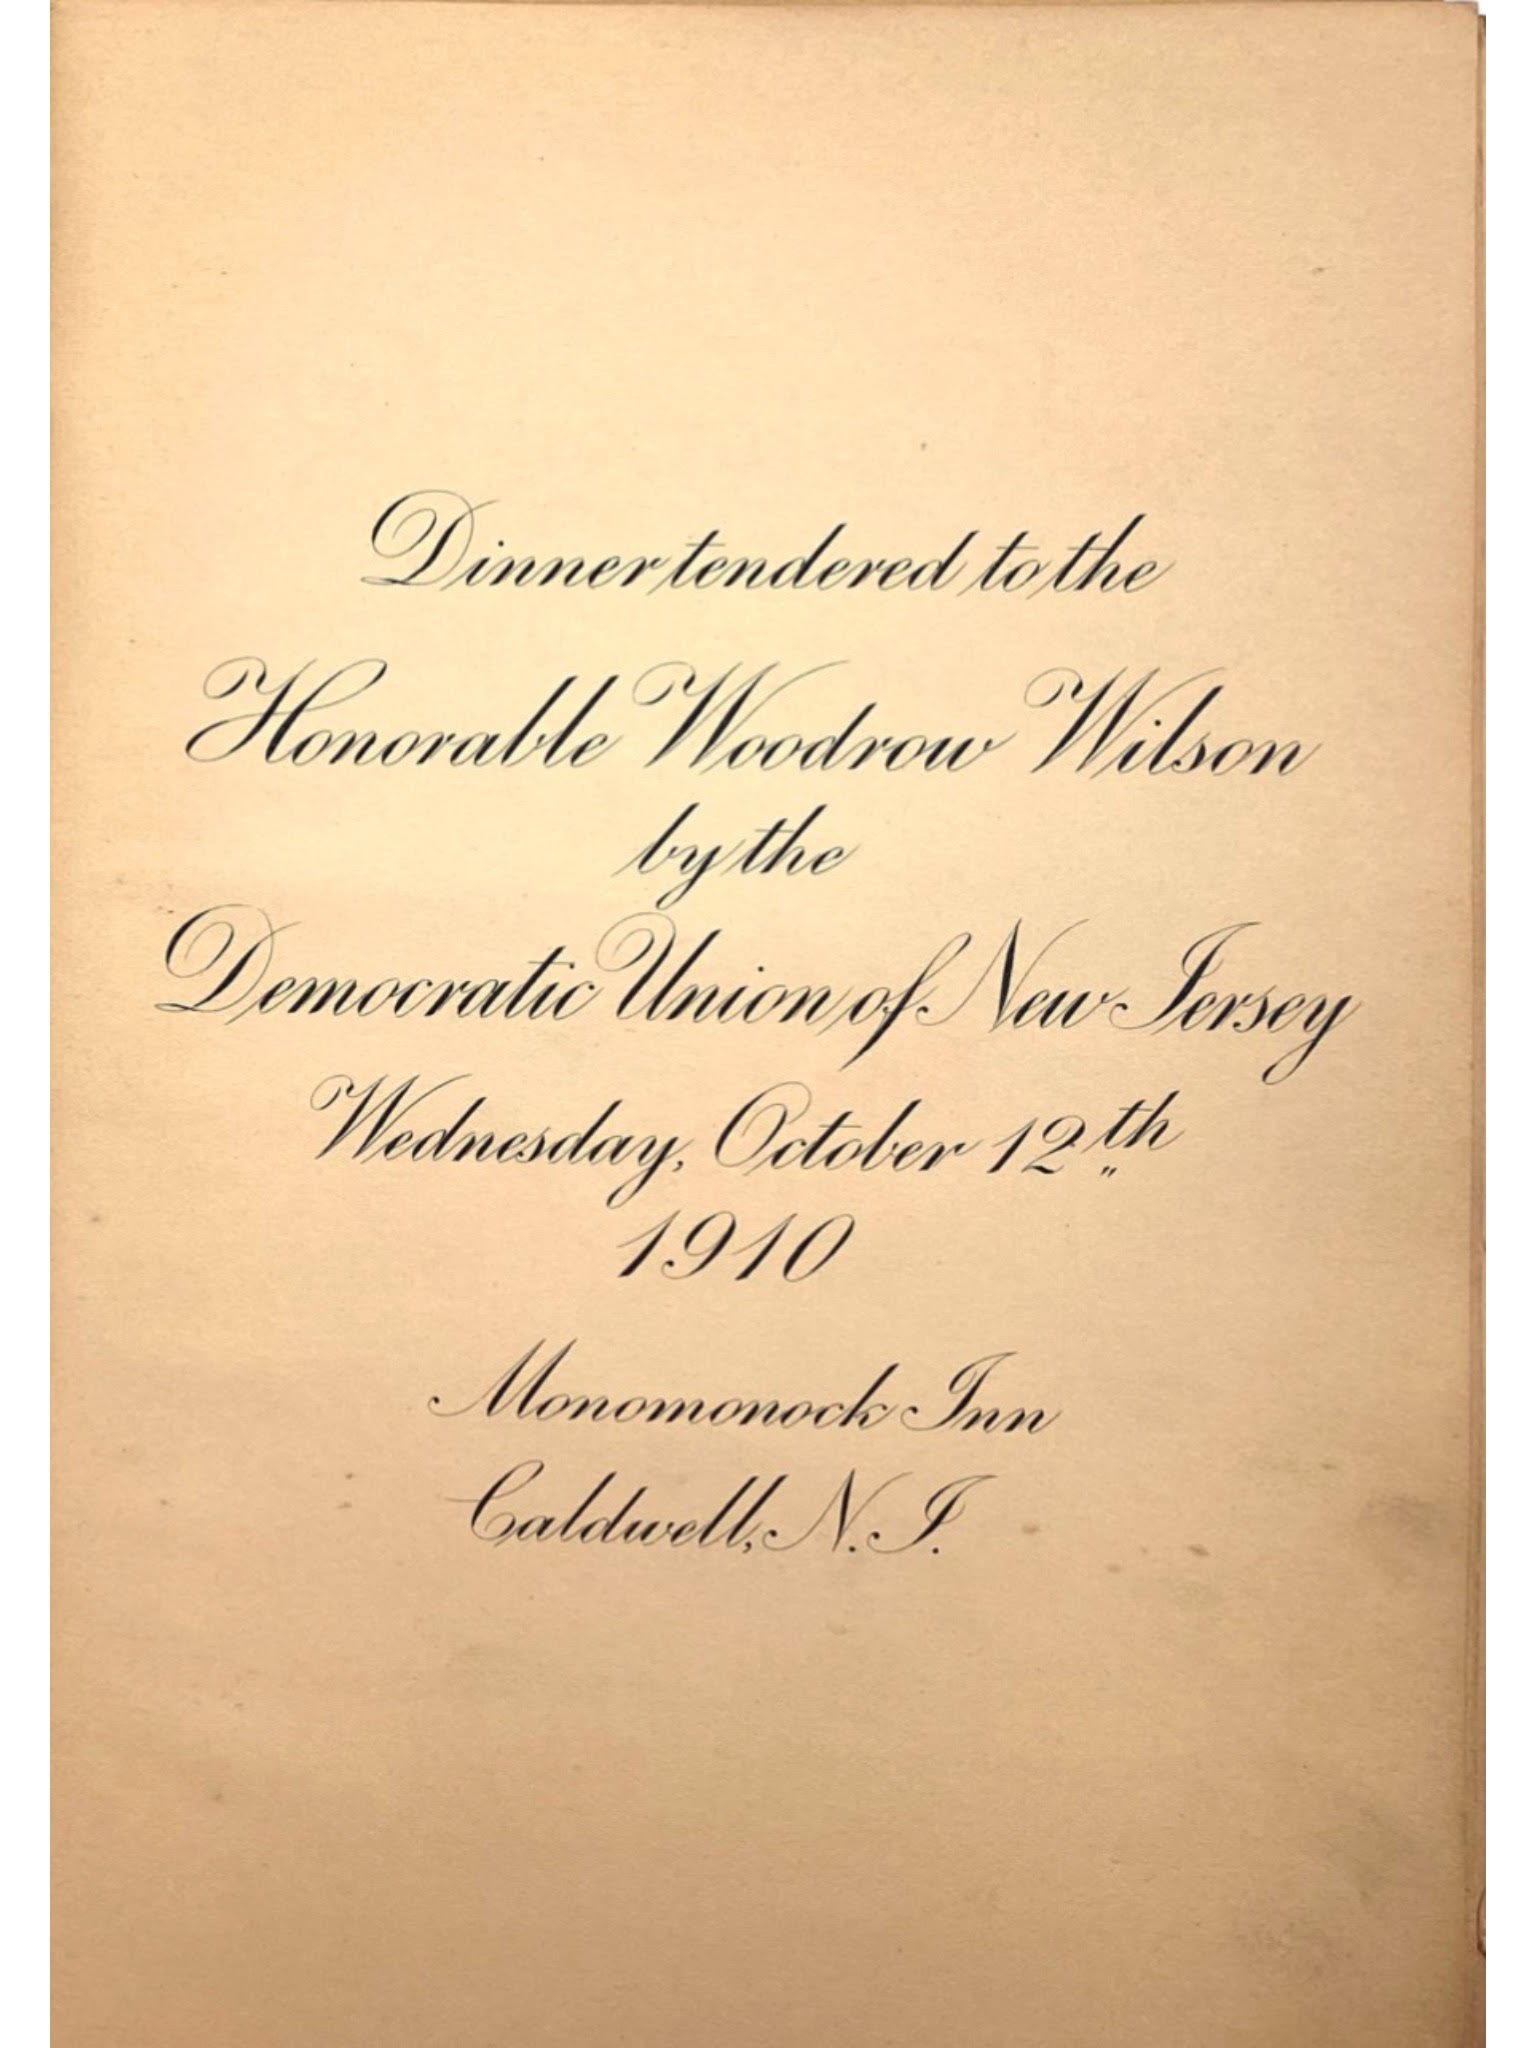 Dinner tendered to the
Honorable Woodrow Wilson
by the
Democratic Union of New Jersey
Wednesday, October 12th
1910
Monomonock Inn
Caldwell, N. J.